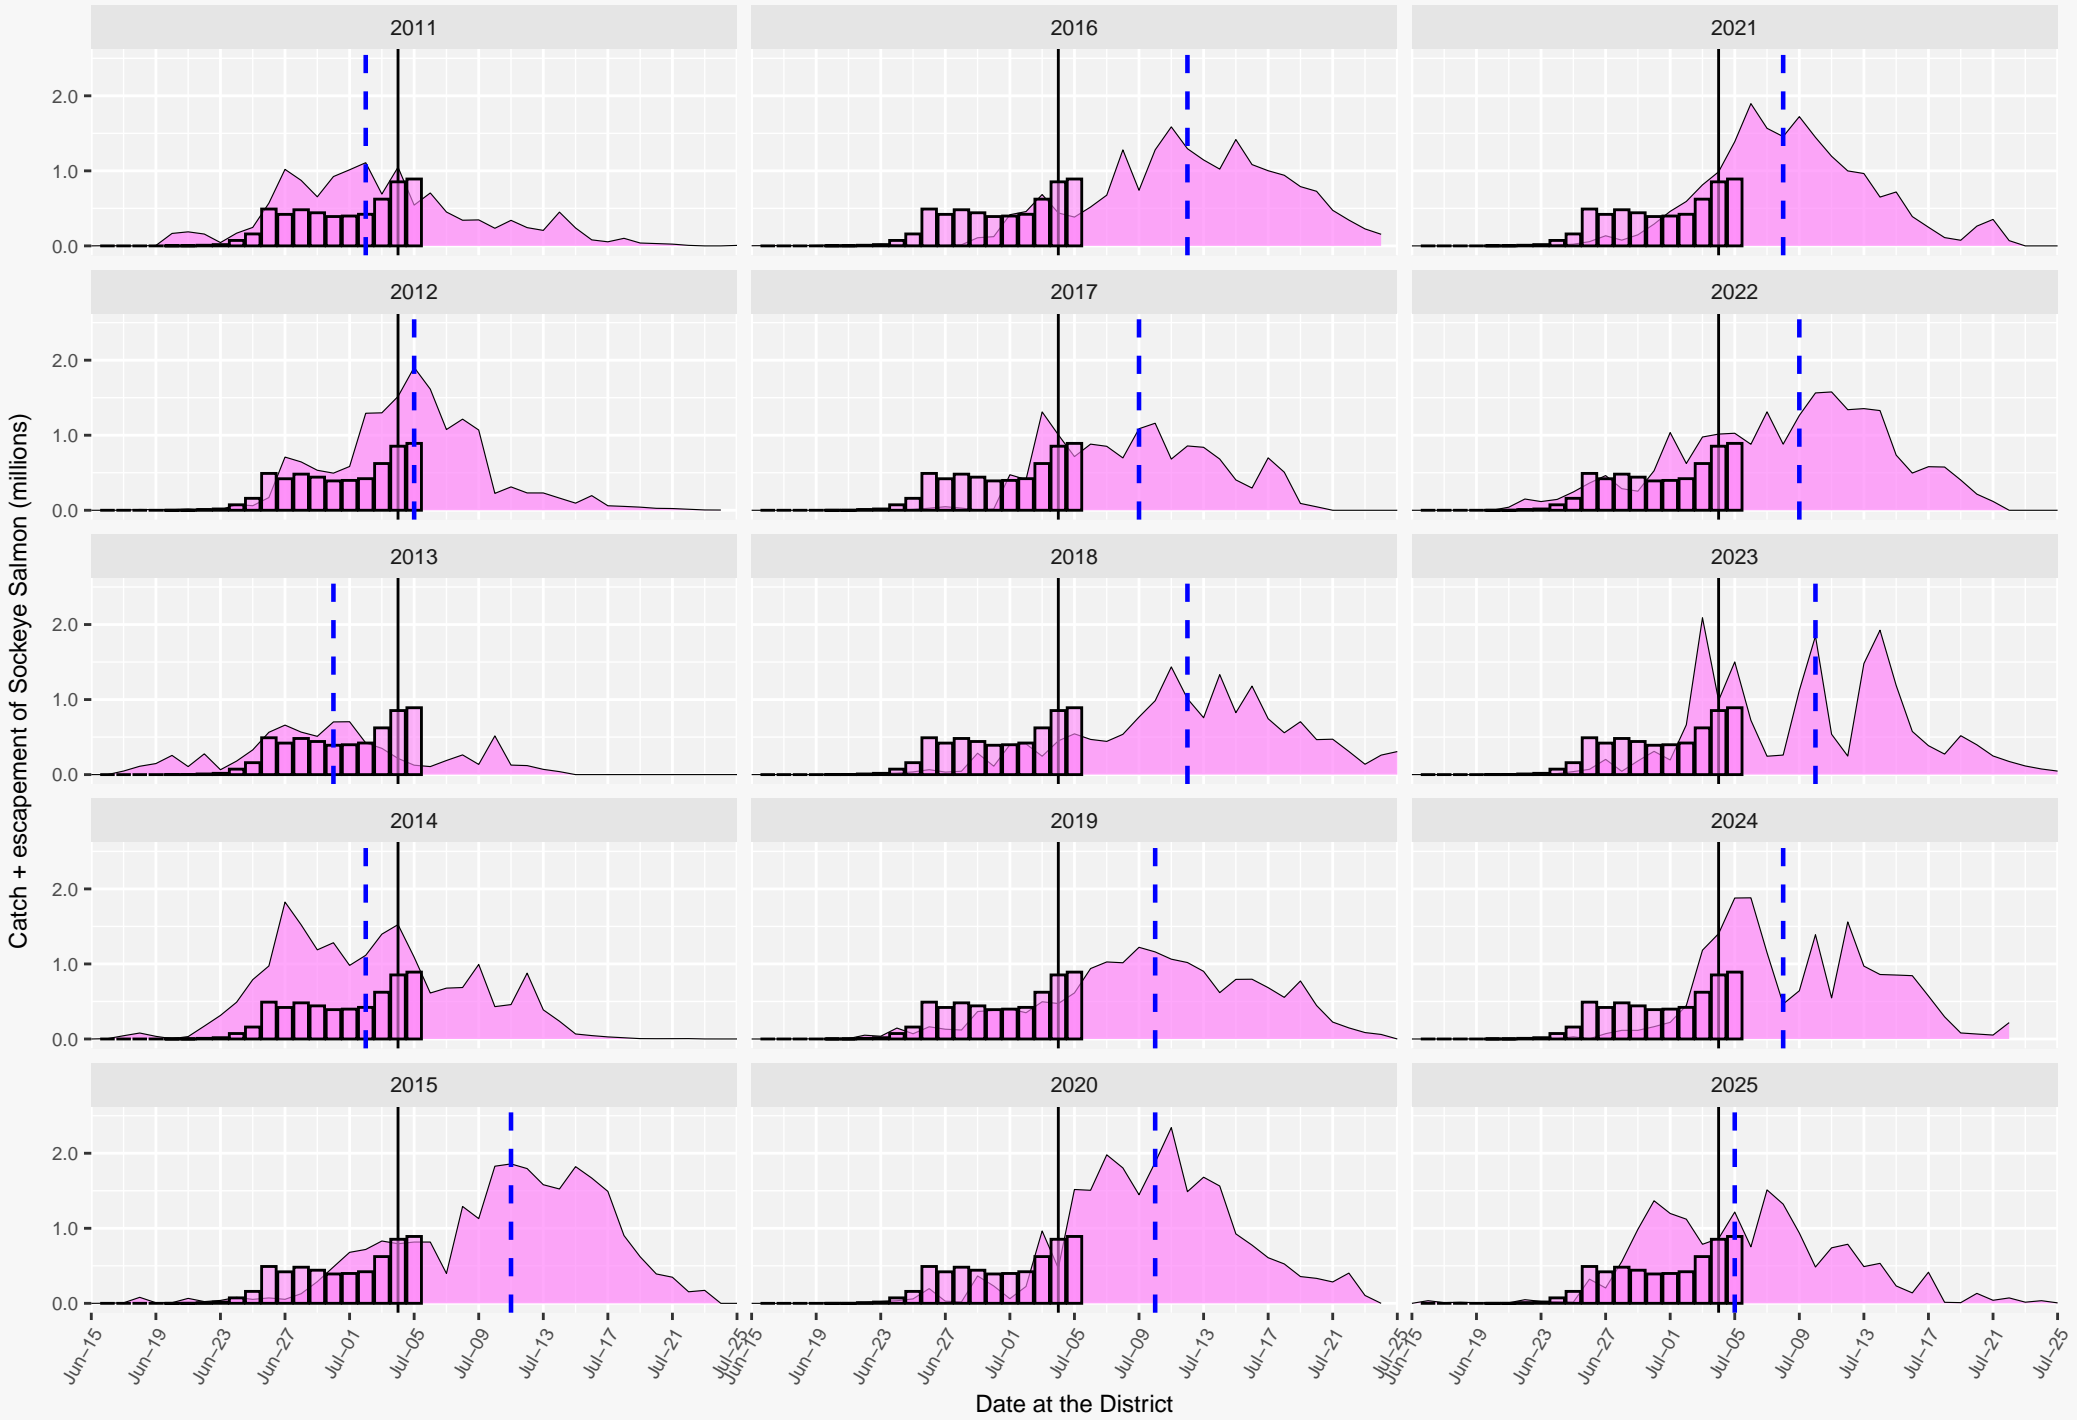 2011 2016 2021
2.0
1.0
0.0
2012 2017 2022
2.0
1.0
0.0
2013 2018 2023
2.0
1.0
0.0
2014 2019 2024
2.0
1.0
0.0
2015 2020 2025
2.0
1.0
0.0
Catch + escapement of Sockeye Salmon (millions)
Jun−15 Jun−19 Jun−23 Jun−27 Jul−01 Jul−05 Jul−09 Jul−13 Jul−17 Jul−21 Jul−25 Jun−15 Jun−19 Jun−23 Jun−27 Jul−01 Jul−05 Jul−09 Jul−13 Jul−17 Jul−21 Jul−25 Jun−15 Jun−19 Jun−23 Jun−27 Jul−01 Jul−05 Jul−09 Jul−13 Jul−17 Jul−21 Jul−25
Date at the District